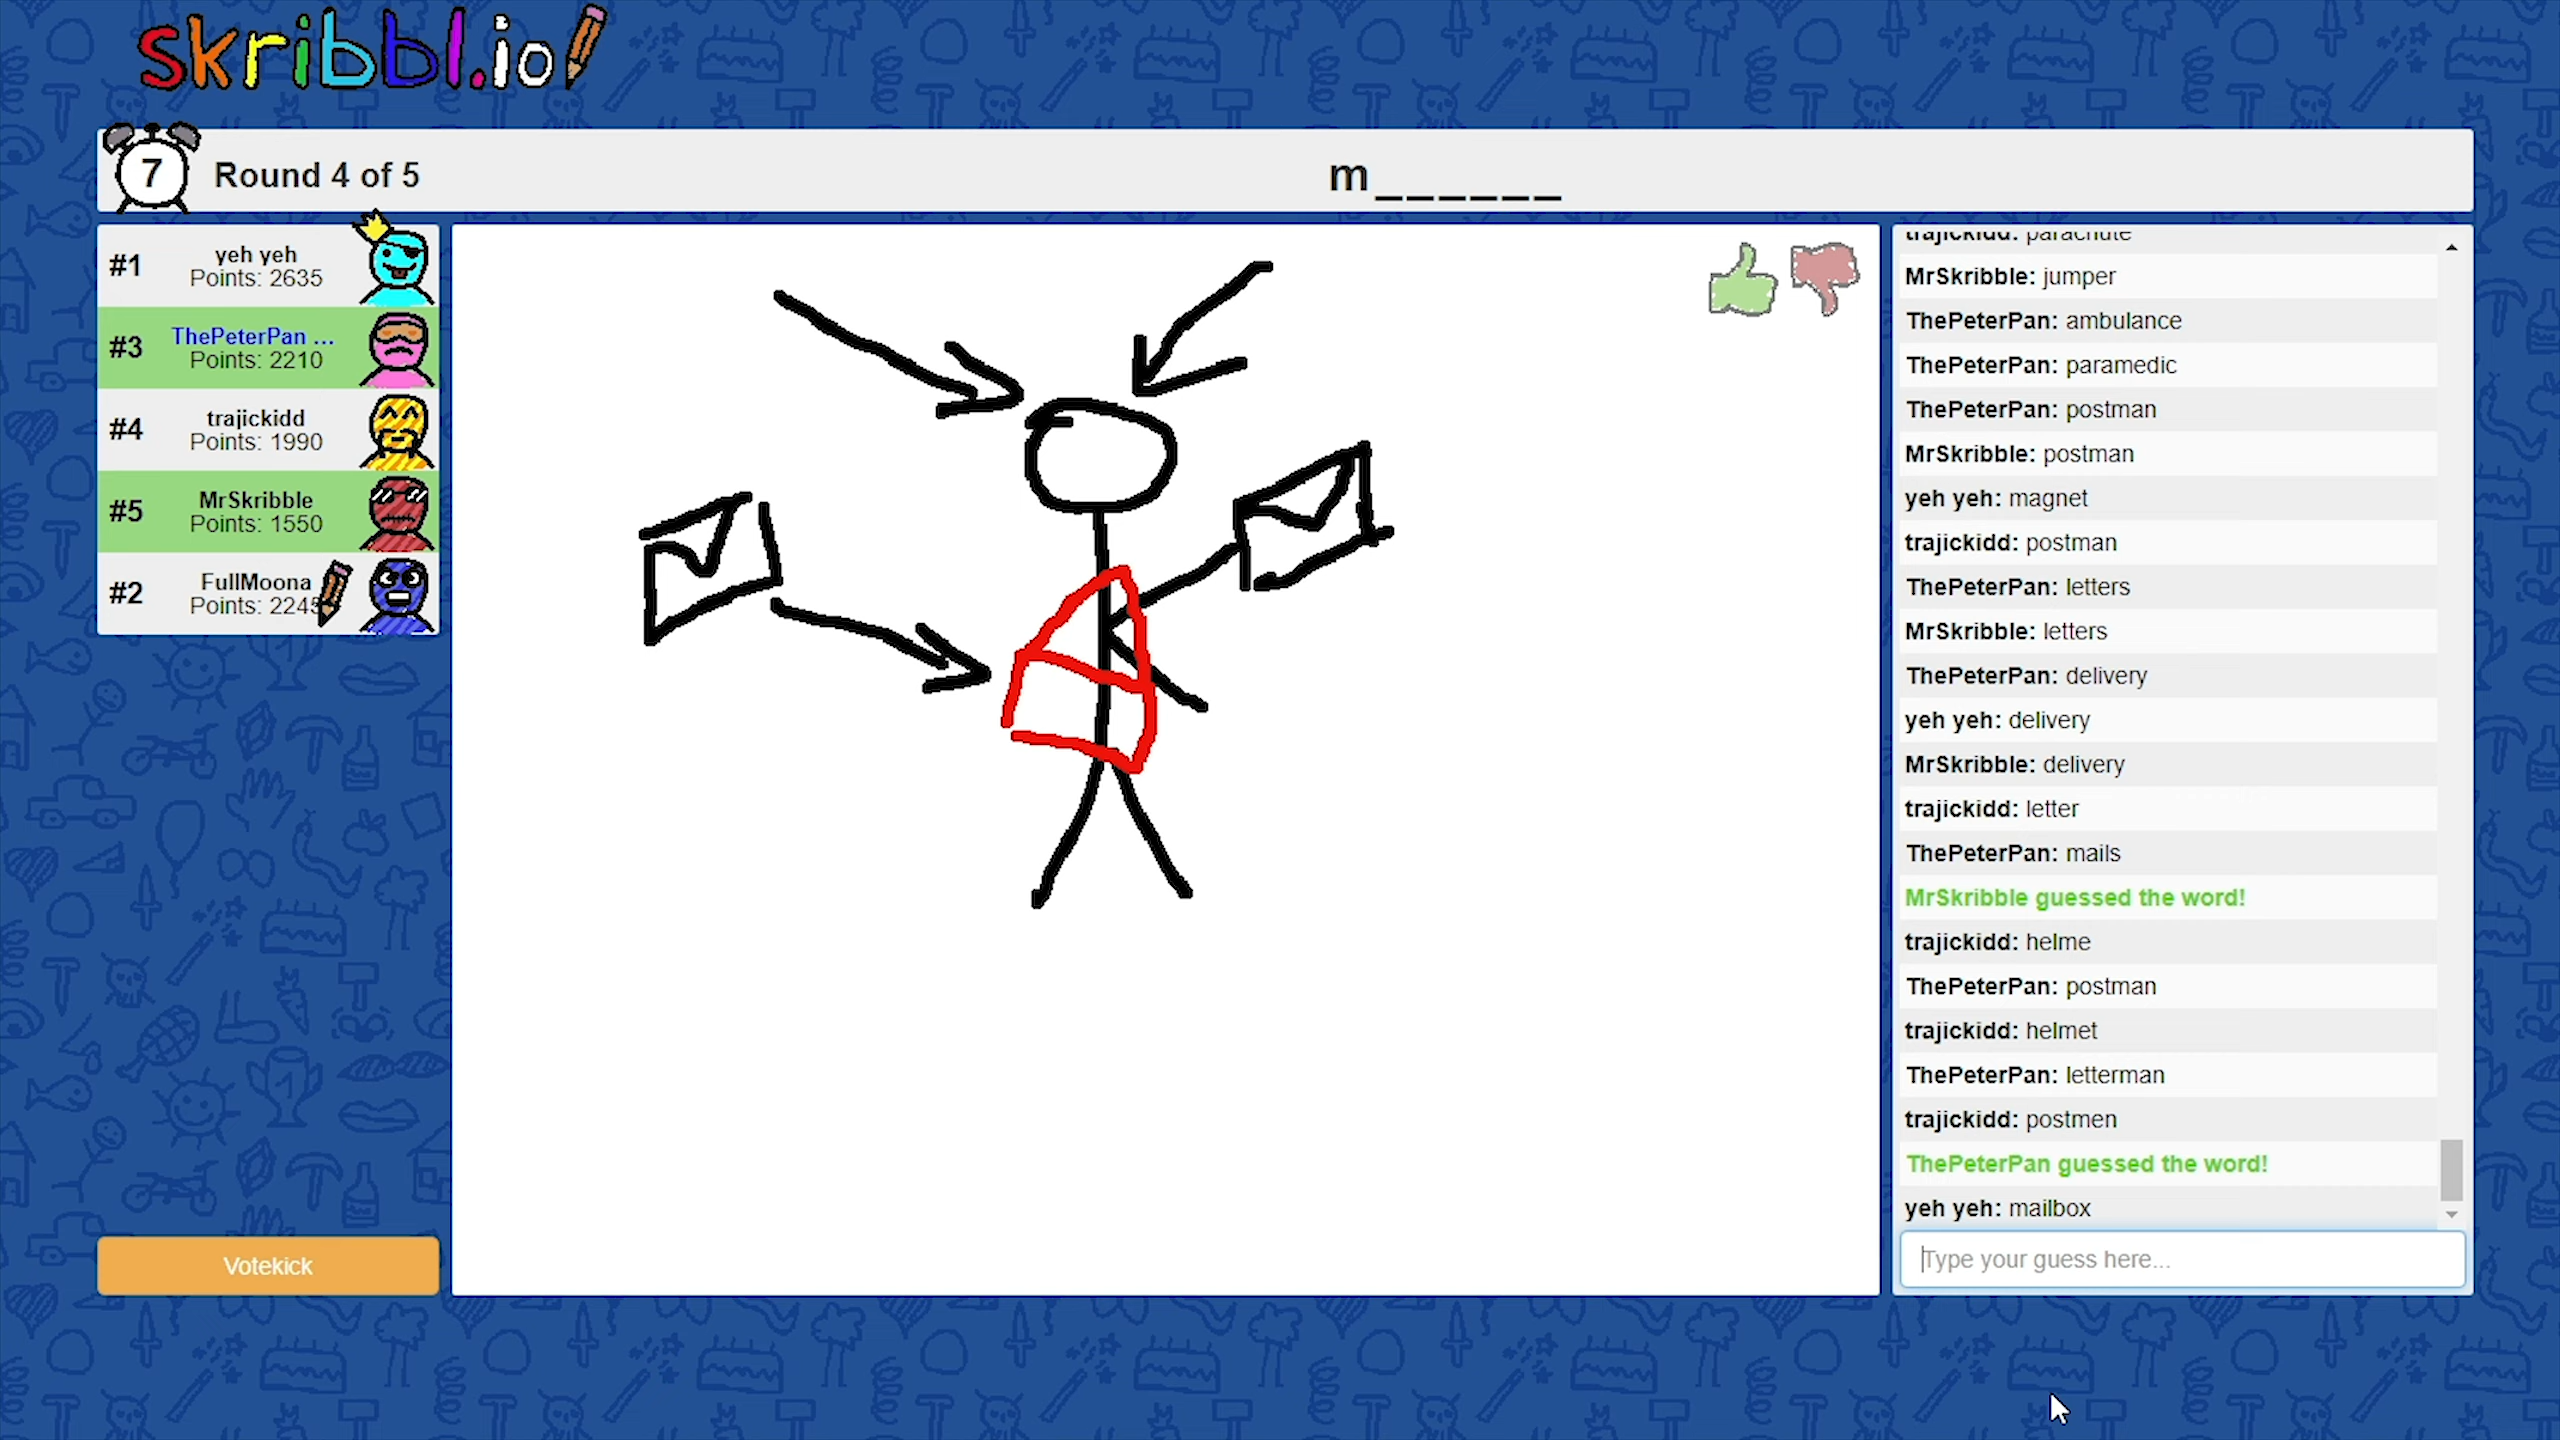 skribbl.io
7
Round 4 of 5
m______
#1
yeh yeh
Points: 2635
#3
ThePeterPan ...
Points: 2210
#4
trajickidd
Points: 1990
#5
MrSkribble
Points: 1550
#2
FullMoona
Points: 2245
Votekick
trajickidd: parachute
MrSkribble: jumper
ThePeterPan: ambulance
ThePeterPan: paramedic
ThePeterPan: postman
MrSkribble: postman
yeh yeh: magnet
trajickidd: postman
ThePeterPan: letters
MrSkribble: letters
ThePeterPan: delivery
yeh yeh: delivery
MrSkribble: delivery
trajickidd: letter
ThePeterPan: mails
MrSkribble guessed the word!
trajickidd: helme
ThePeterPan: postman
trajickidd: helmet
ThePeterPan: letterman
trajickidd: postmen
ThePeterPan guessed the word!
yeh yeh: mailbox
Type your guess here...